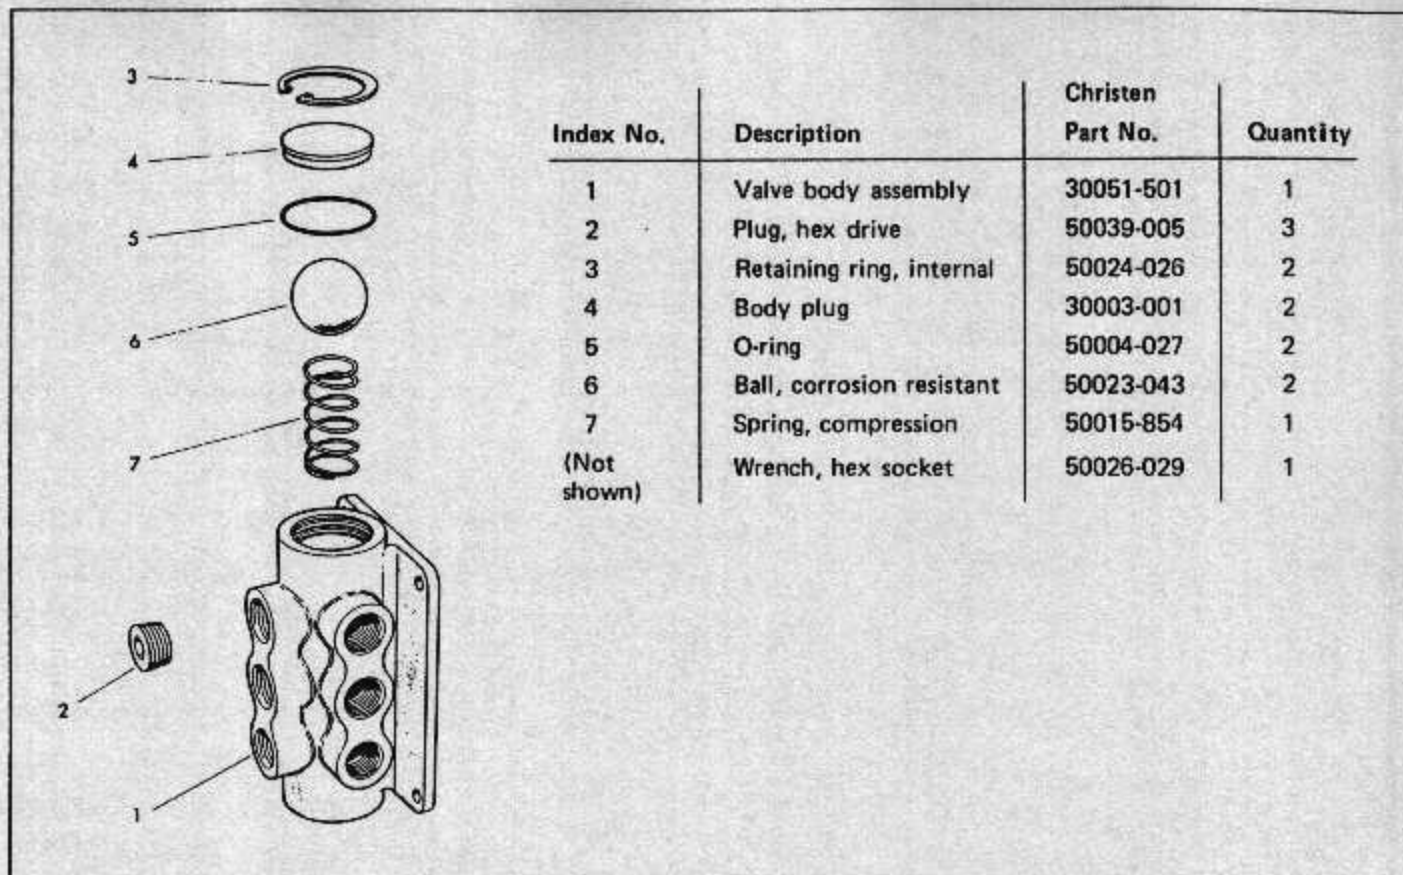 3
4
5
6
7
2
1
Christen
Index No. Description Part No. Quantity
1 Valve body assembly 30051-501 1
2 Plug, hex drive 50039-005 3
3 Retaining ring, internal 50024-026 2
4 Body plug 30003-001 2
5 O-ring 50004-027 2
6 Ball, corrosion resistant 50023-043 2
7 Spring, compression 50015-854 1
(Not Wrench, hex socket 50026-029 1
shown)